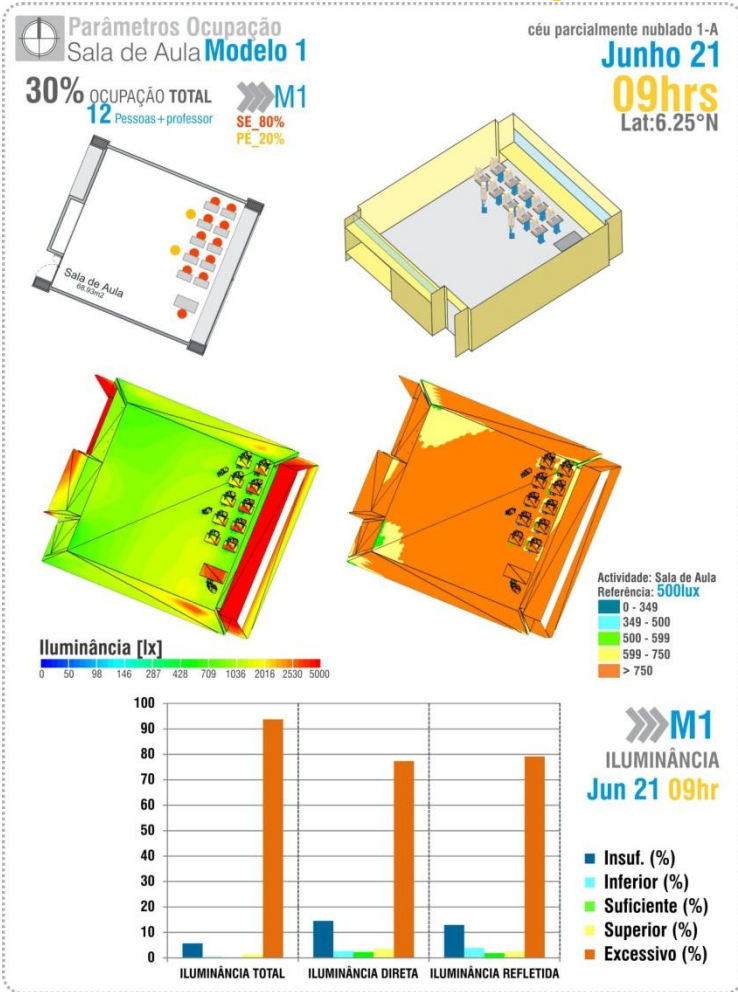 Parâmetros Ocupação
Sala de Aula Modelo 1
céu parcialmente nublado 1-A
Junho 21
09hrs
Lat:6.25°N
30% OCUPAÇÃO TOTAL
12 Pessoas+professor
M1
SE_80%
PÉ_20%
Sala de Aula
68.93m2
Actividade: Sala de Aula
Referência: 500lux
0 - 349
349 - 500
500 - 599
599 - 750
> 750
Iluminância [lx]
0 50 98 146 287 428 709 1036 2016 2530 5000
M1
ILUMINÂNCIA
Jun 21 09hr
100
90
80
70
60
50
40
30
20
10
0
ILUMINÂNCIA TOTAL ILUMINÂNCIA DIRETA ILUMINÂNCIA REFLETIDA
Insuf. (%)
Inferior (%)
Suficiente (%)
Superior (%)
Excessivo (%)